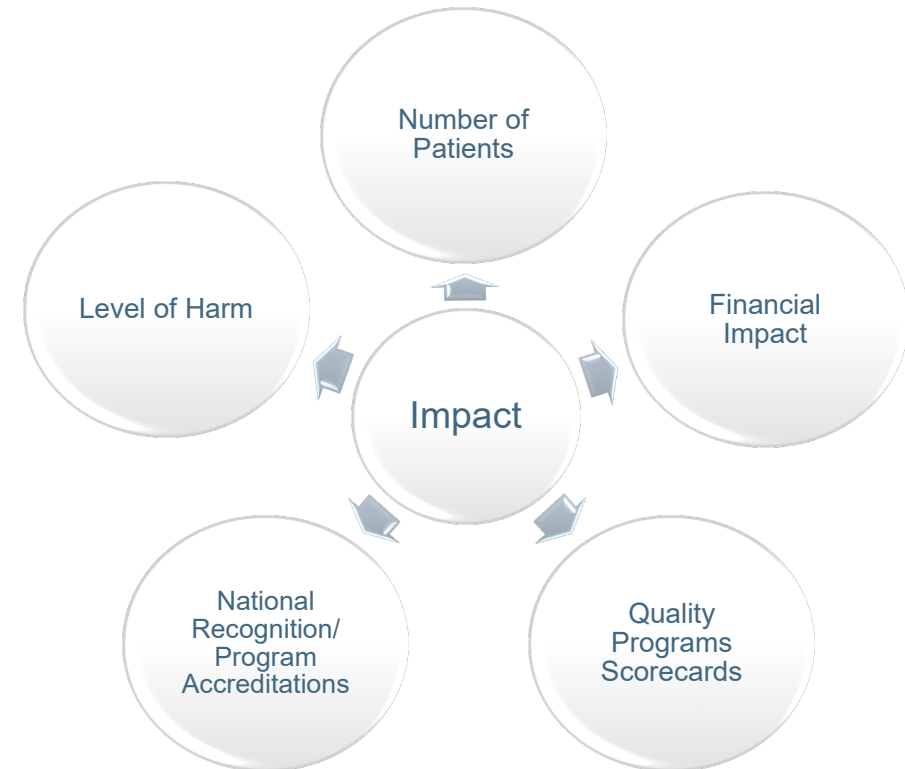 Number of
Patients
Level of Harm
Financial
Impact
Impact
National
Recognition/
Program
Accreditations
Quality
Programs
Scorecards